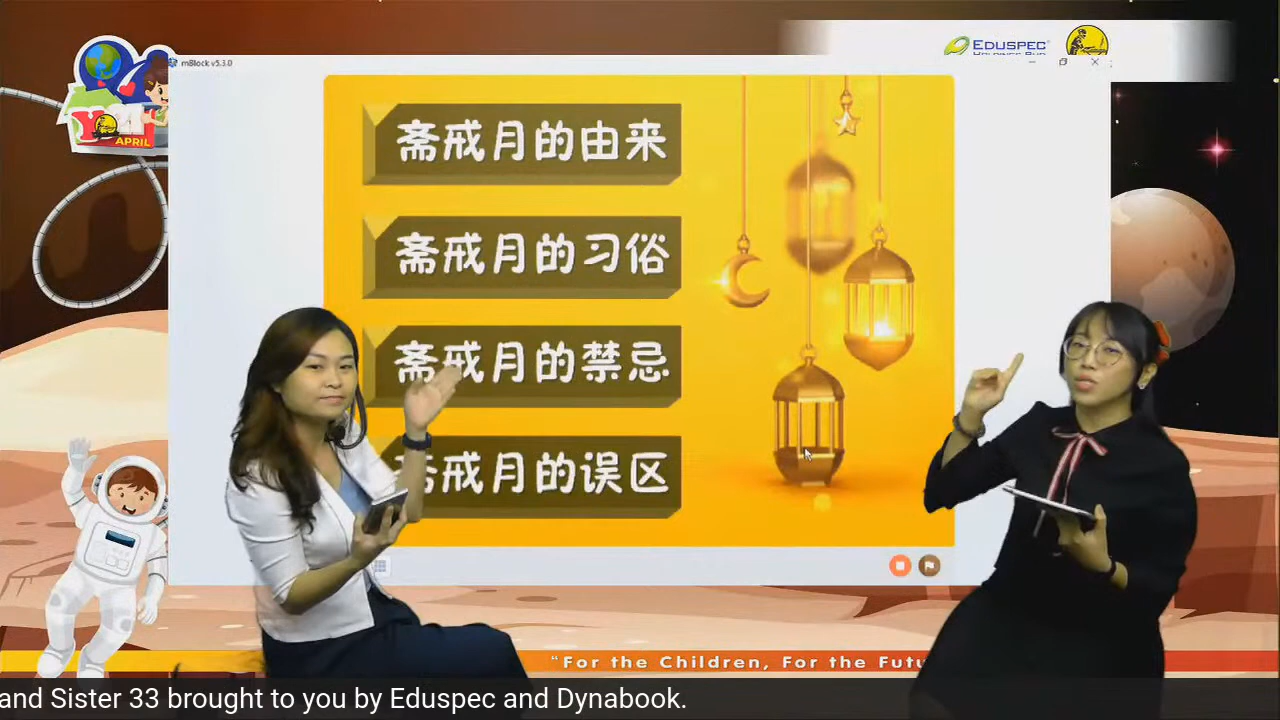 EDUSPEC
mBlock v5.3.0
APRIL
斋戒月的由来
斋戒月的习俗
斋戒月的禁忌
斋戒月的误区
"For the Children, For the Futu
and Sister 33 brought to you by Eduspec and Dynabook.